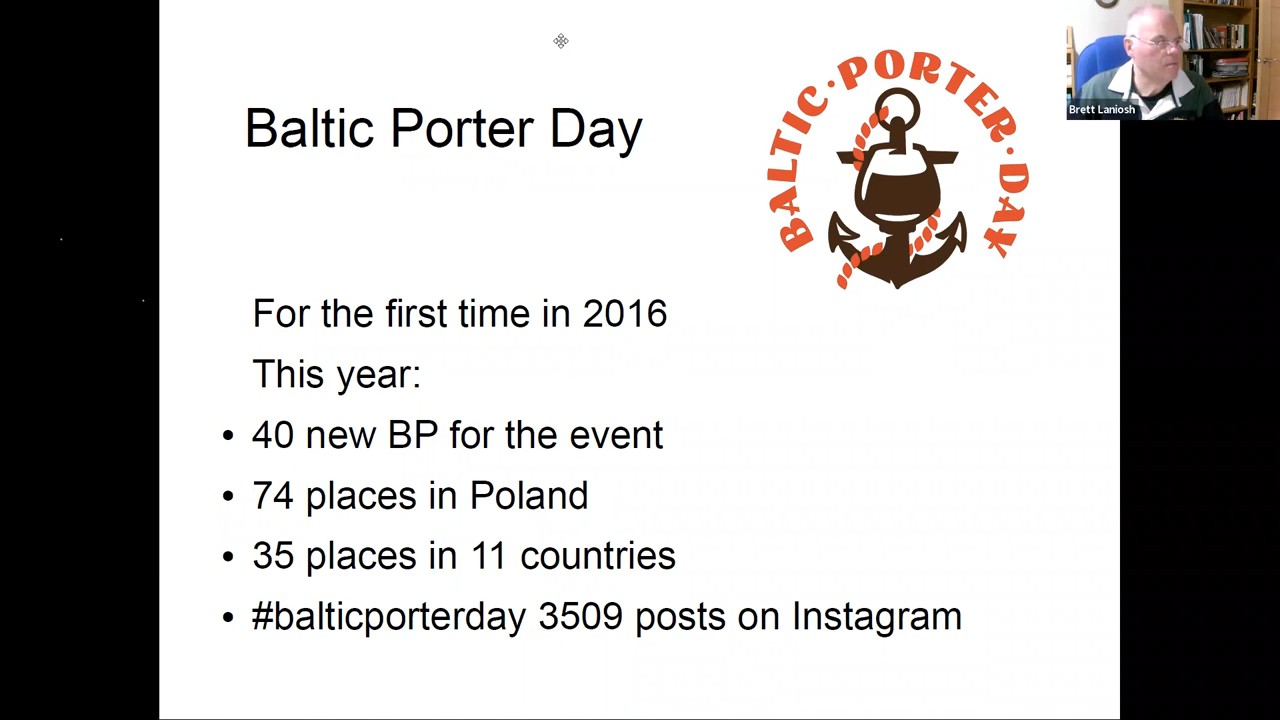 BALTIC·PORTER·DAY
Brett Laniosh
Baltic Porter Day
For the first time in 2016
This year:
• 40 new BP for the event
• 74 places in Poland
• 35 places in 11 countries
• #balticporterday 3509 posts on Instagram